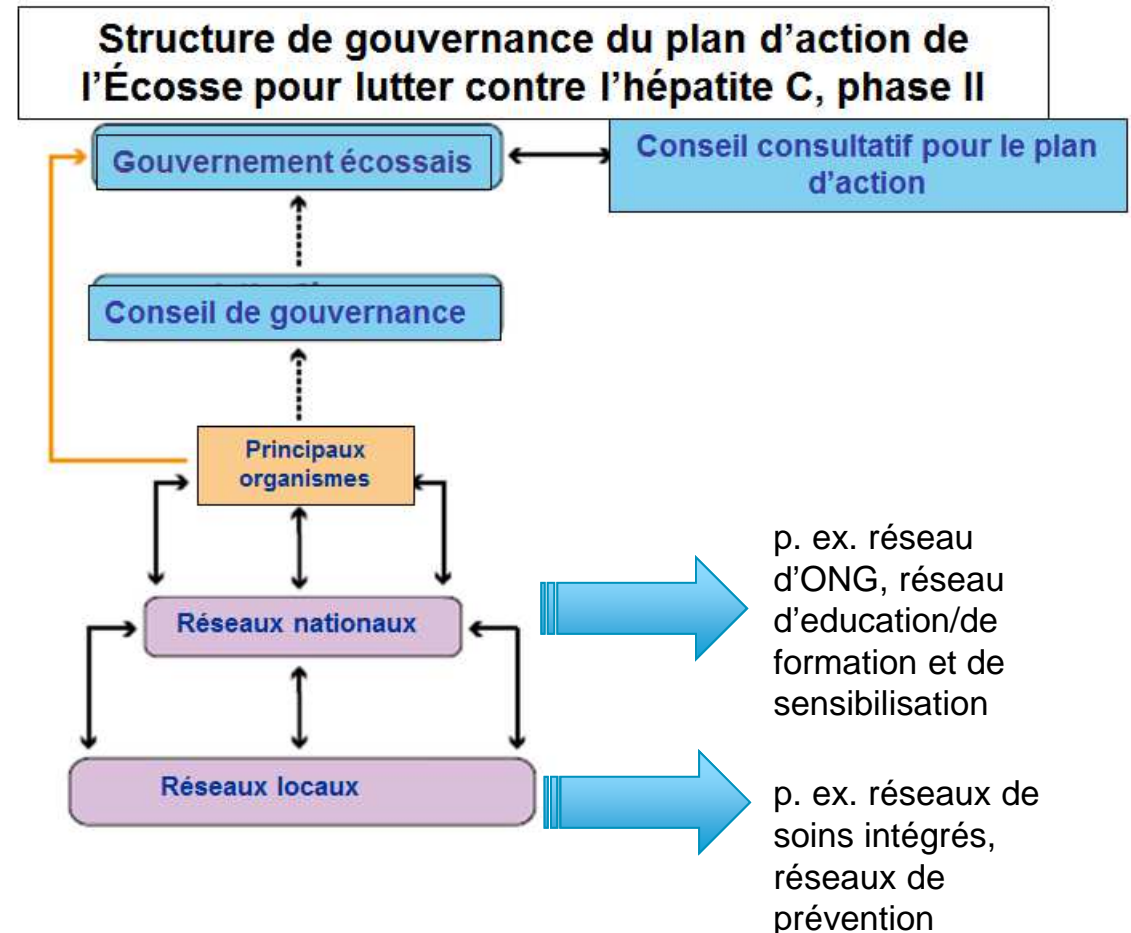 Structure de gouvernance du plan d'action de
l'Écosse pour lutter contre l'hépatite C, phase II
Gouvernement écossais
Conseil consultatif pour le plan
d'action
Conseil de gouvernance
Principaux
organismes
Réseaux nationaux
p. ex. réseau
d'ONG, réseau
d'education/de
formation et de
sensibilisation
Réseaux locaux
p. ex. réseaux de
soins intégrés,
réseaux de
prévention